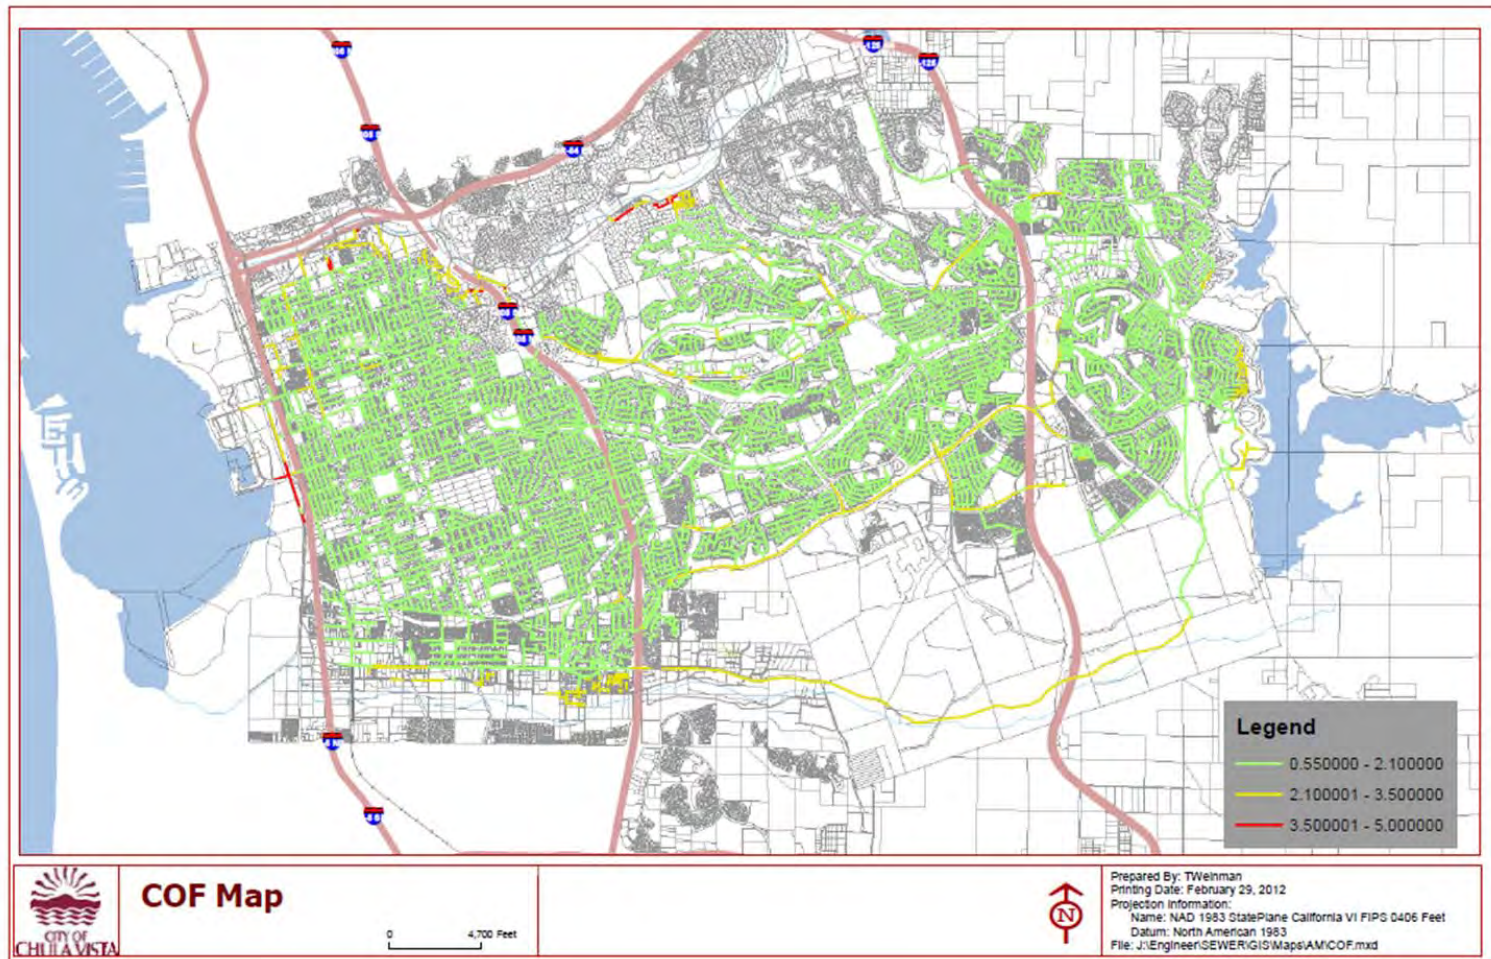 125
125
Legend
0.550000 - 2.100000
2.100001 - 3.500000
3.500001 - 5.000000
CITY OF
CHULA VISTA
COF Map
0 4,700 Feet
N
Prepared By: TWeinman
Printing Date: February 29, 2012
Projection Information:
Name: NAD 1983 StatePlane California VI FIPS 0406 Feet
Datum: North American 1983
File: J:\Engineer\SEWER\GIS\Maps\AM\COF.mxd